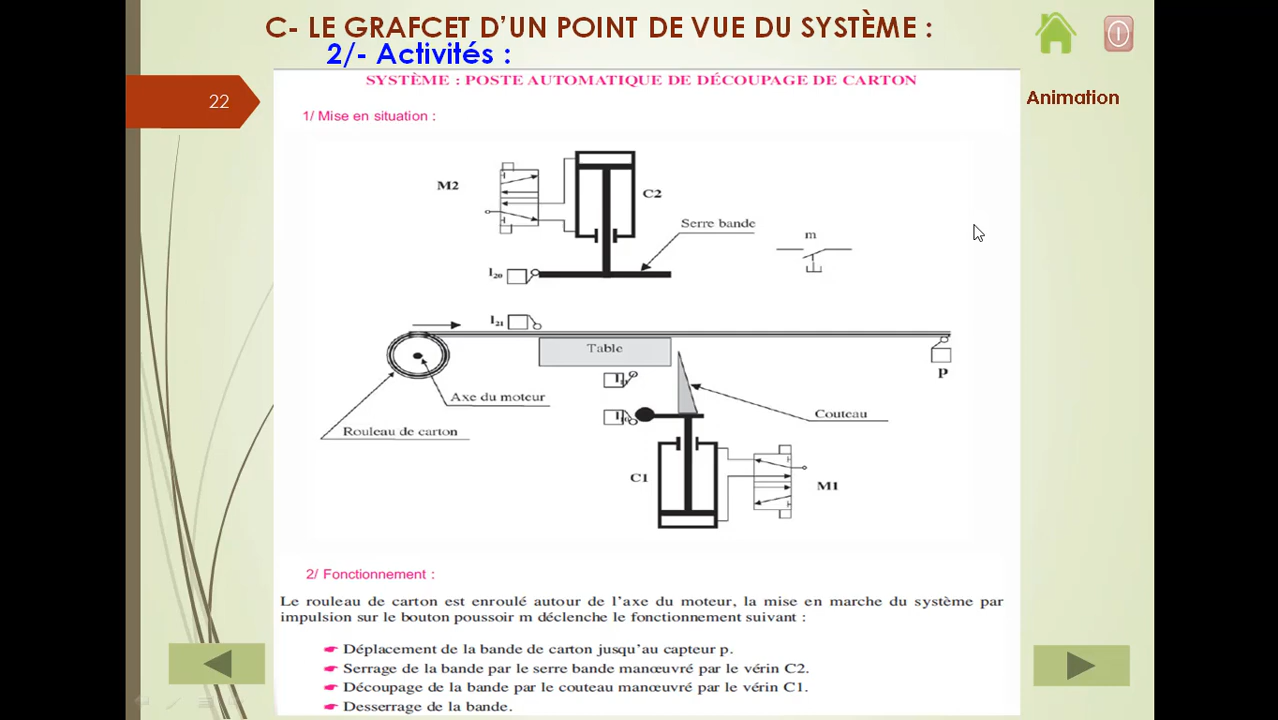 C- LE GRAFCET D’UN POINT DE VUE DU SYSTÈME :
2/- Activités :
22
Animation
SYSTÈME : POSTE AUTOMATIQUE DE DÉCOUPAGE DE CARTON
1/ Mise en situation :
M2
C2
Serre bande
m
l20
l21
Table
P
Axe du moteur
Couteau
Rouleau de carton
C1
M1
2/ Fonctionnement :
Le rouleau de carton est enroulé autour de l’axe du moteur, la mise en marche du système par
impulsion sur le bouton poussoir m déclenche le fonctionnement suivant :
Déplacement de la bande de carton jusqu’au capteur p.
Serrage de la bande par le serre bande manœuvré par le vérin C2.
Découpage de la bande par le couteau manœuvré par le vérin C1.
Desserrage de la bande.